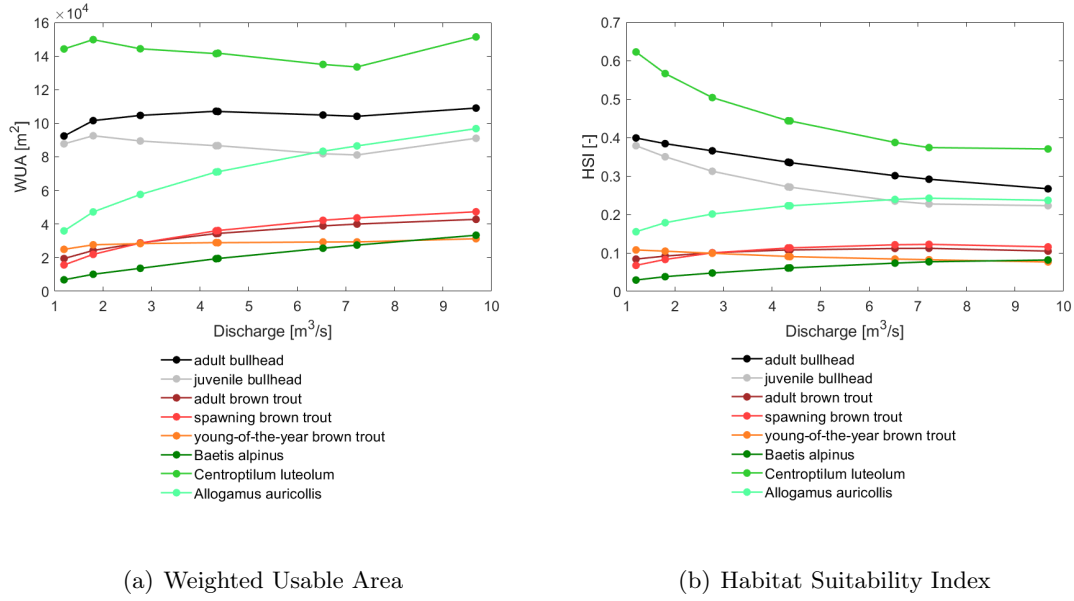 16 × 10⁴
14
12
10
8
6
4
2
0
WUA [m²]
1 2 3 4 5 6 7 8 9 10
Discharge [m³/s]
adult bullhead
juvenile bullhead
adult brown trout
spawning brown trout
young-of-the-year brown trout
Baetis alpinus
Centroptilum luteolum
Allogamus auricollis
(a) Weighted Usable Area
0.7
0.6
0.5
0.4
0.3
0.2
0.1
0
HSI [-]
1 2 3 4 5 6 7 8 9 10
Discharge [m³/s]
adult bullhead
juvenile bullhead
adult brown trout
spawning brown trout
young-of-the-year brown trout
Baetis alpinus
Centroptilum luteolum
Allogamus auricollis
(b) Habitat Suitability Index